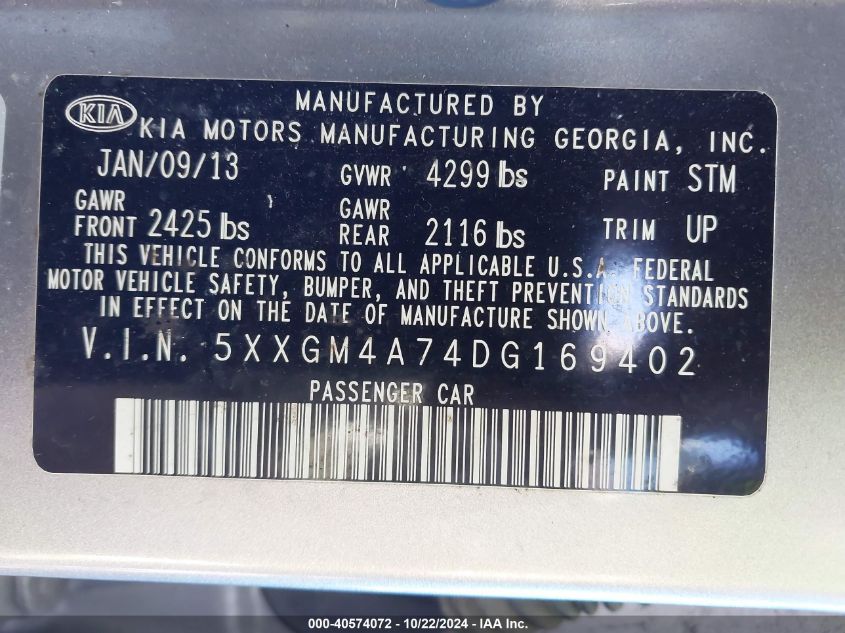 MANUFACTURED BY
KIA KIA MOTORS MANUFACTURING GEORGIA, INC.
JAN/09/13 GVWR 4299 lbs PAINT STM
GAWR FRONT 2425 lbs GAWR REAR 2116 lbs TRIM UP
THIS VEHICLE CONFORMS TO ALL APPLICABLE U.S.A. FEDERAL
MOTOR VEHICLE SAFETY, BUMPER, AND THEFT PREVENTION STANDARDS
IN EFFECT ON THE DATE OF MANUFACTURE SHOWN ABOVE.
V.I.N. 5XXGM4A74DG169402
PASSENGER CAR
000-40574072 - 10/22/2024 - IAA Inc.